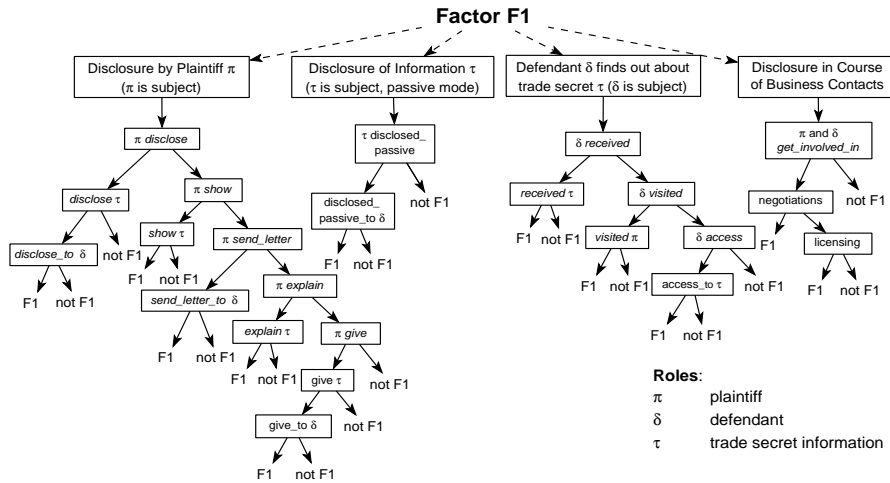 Factor F1
Disclosure by Plaintiff π
(π is subject)
Disclosure of Information τ
(τ is subject, passive mode)
Defendant δ finds out about
trade secret τ (δ is subject)
Disclosure in Course
of Business Contacts
π disclose
disclose τ
disclose_to δ
F1
not F1
not F1
π show
show τ
F1
not F1
π send_letter
send_letter_to δ
F1
not F1
π explain
explain τ
F1
not F1
π give
give τ
give_to δ
F1
not F1
not F1
not F1
τ disclosed_
passive
disclosed_
passive_to δ
F1
not F1
not F1
δ received
received τ
F1
not F1
δ visited
visited π
F1
not F1
δ access
access_to τ
F1
not F1
not F1
π and δ
get_involved_in
negotiations
F1
licensing
F1
not F1
not F1
Roles:
π plaintiff
δ defendant
τ trade secret information